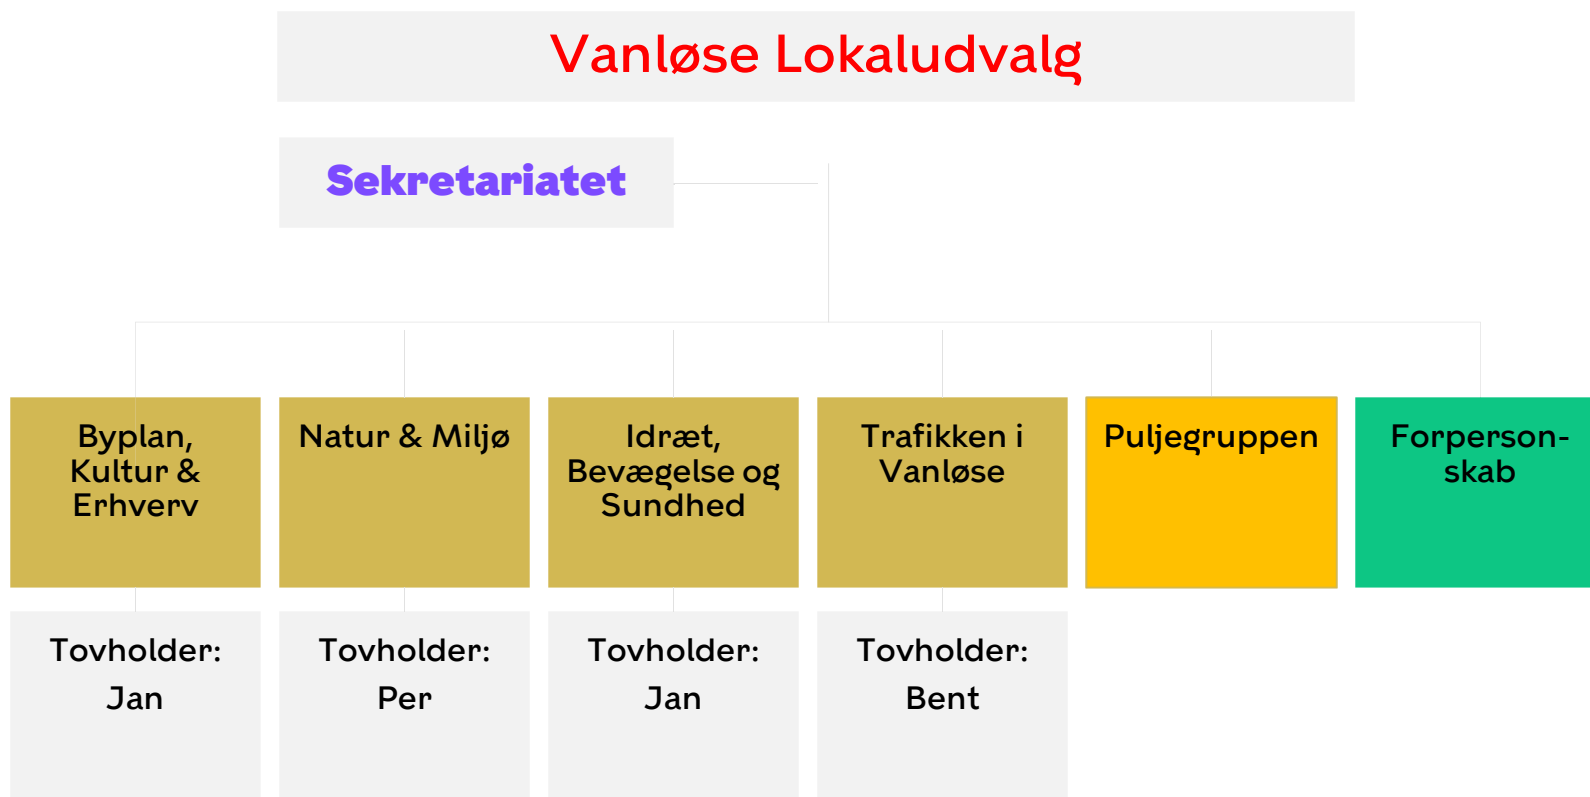 Vanløse Lokaludvalg
Sekretariatet
Byplan,
Kultur &
Erhverv
Natur & Miljø
Idræt,
Bevægelse og
Sundhed
Trafikken i
Vanløse
Puljegruppen
Forperson-
skab
Tovholder:
Jan
Tovholder:
Per
Tovholder:
Jan
Tovholder:
Bent